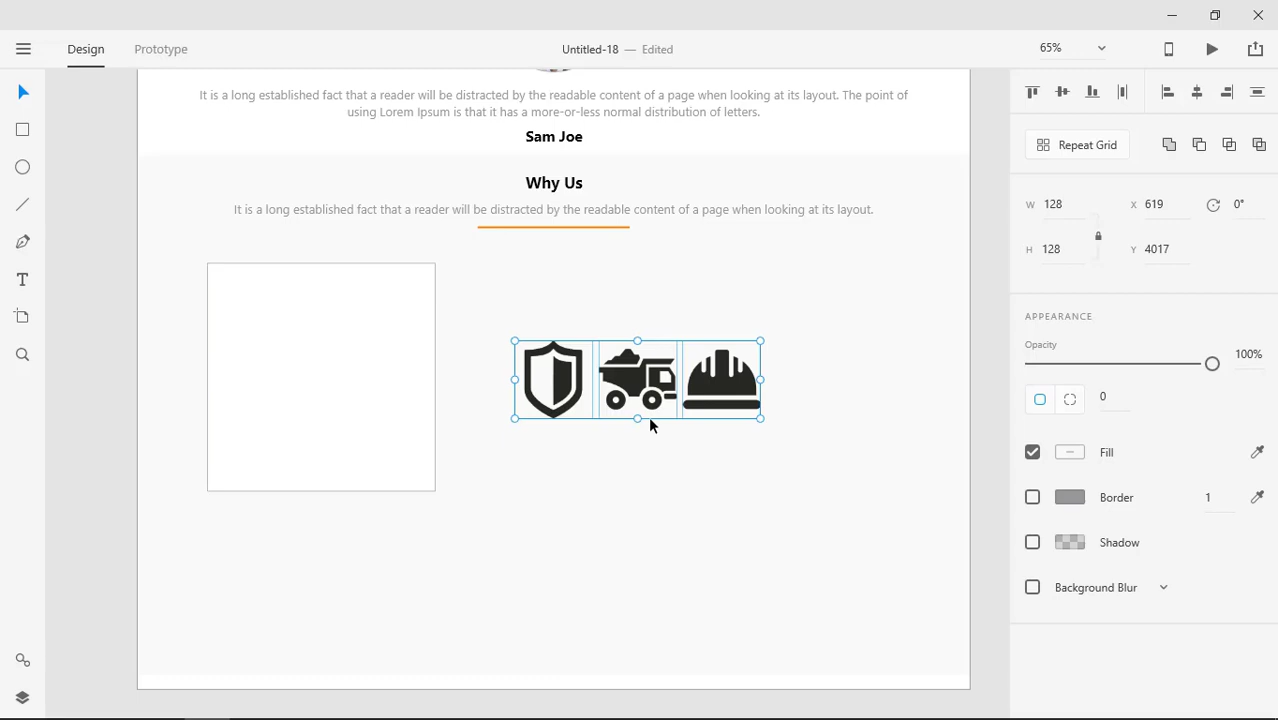 Design
Prototype
Untitled-18 — Edited
65%
It is a long established fact that a reader will be distracted by the readable content of a page when looking at its layout. The point of
using Lorem Ipsum is that it has a more-or-less normal distribution of letters.
Sam Joe
Why Us
It is a long established fact that a reader will be distracted by the readable content of a page when looking at its layout.
T
Repeat Grid
W 128
X 619
0°
H 128
Y 4017
APPEARANCE
Opacity
100%
0
Fill
Border
1
Shadow
Background Blur